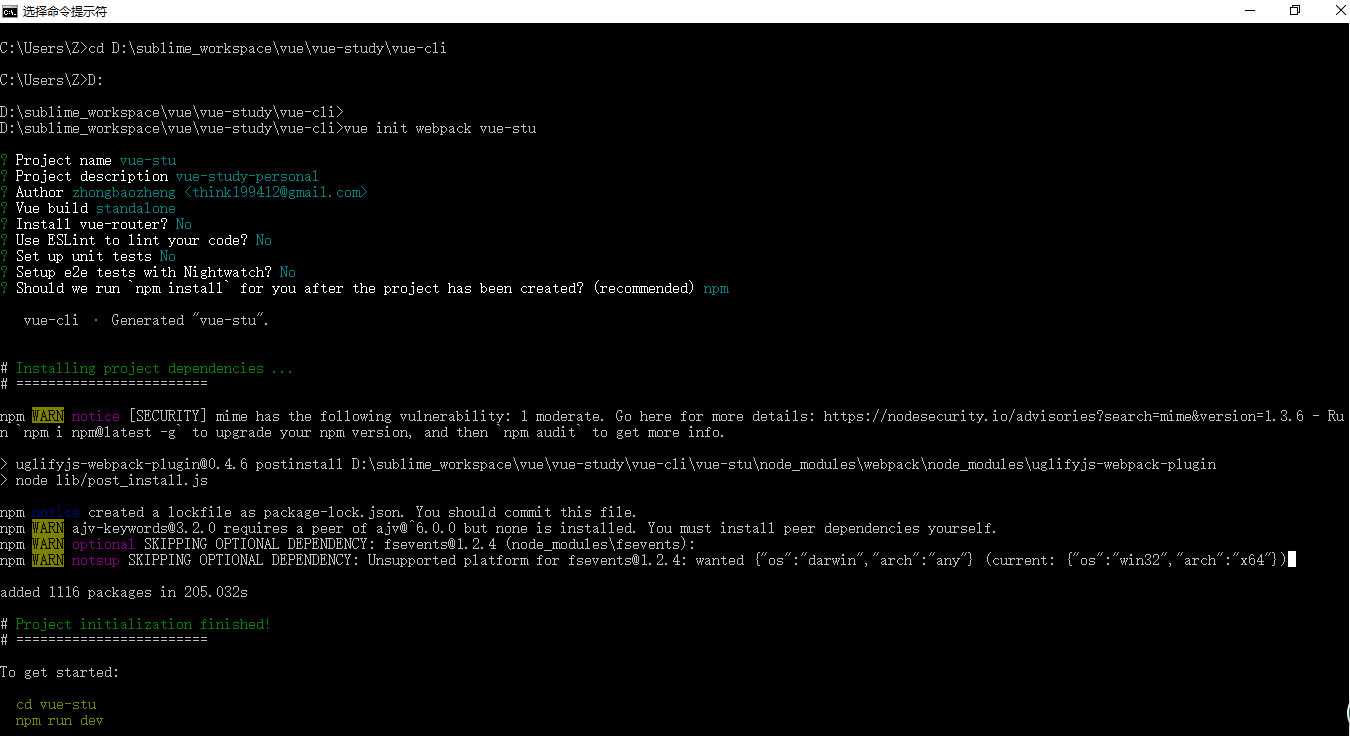 选择命令提示符
C:\Users\Z>cd D:\sublime_workspace\vue\vue-study\vue-cli
C:\Users\Z>D:
D:\sublime_workspace\vue\vue-study\vue-cli>
D:\sublime_workspace\vue\vue-study\vue-cli>vue init webpack vue-stu
? Project name vue-stu
? Project description vue-study-personal
? Author zhongbaozheng <think199412@gmail.com>
? Vue build standalone
? Install vue-router? No
? Use ESLint to lint your code? No
? Set up unit tests No
? Setup e2e tests with Nightwatch? No
? Should we run `npm install` for you after the project has been created? (recommended) npm
vue-cli · Generated "vue-stu".
# Installing project dependencies ...
# ========================
npm WARN notice [SECURITY] mime has the following vulnerability: 1 moderate. Go here for more details: https://nodesecurity.io/advisories?search=mime&version=1.3.6 - Ru
n `npm i npm@latest -g` to upgrade your npm version, and then `npm audit` to get more info.
> uglifyjs-webpack-plugin@0.4.6 postinstall D:\sublime_workspace\vue\vue-study\vue-cli\vue-stu\node_modules\webpack\node_modules\uglifyjs-webpack-plugin
> node lib/post_install.js
npm notice created a lockfile as package-lock.json. You should commit this file.
npm WARN ajv-keywords@3.2.0 requires a peer of ajv@^6.0.0 but none is installed. You must install peer dependencies yourself.
npm WARN optional SKIPPING OPTIONAL DEPENDENCY: fsevents@1.2.4 (node_modules\fsevents):
npm WARN notsup SKIPPING OPTIONAL DEPENDENCY: Unsupported platform for fsevents@1.2.4: wanted {"os":"darwin","arch":"any"} (current: {"os":"win32","arch":"x64"})
added 1116 packages in 205.032s
# Project initialization finished!
# ========================
To get started:
cd vue-stu
npm run dev